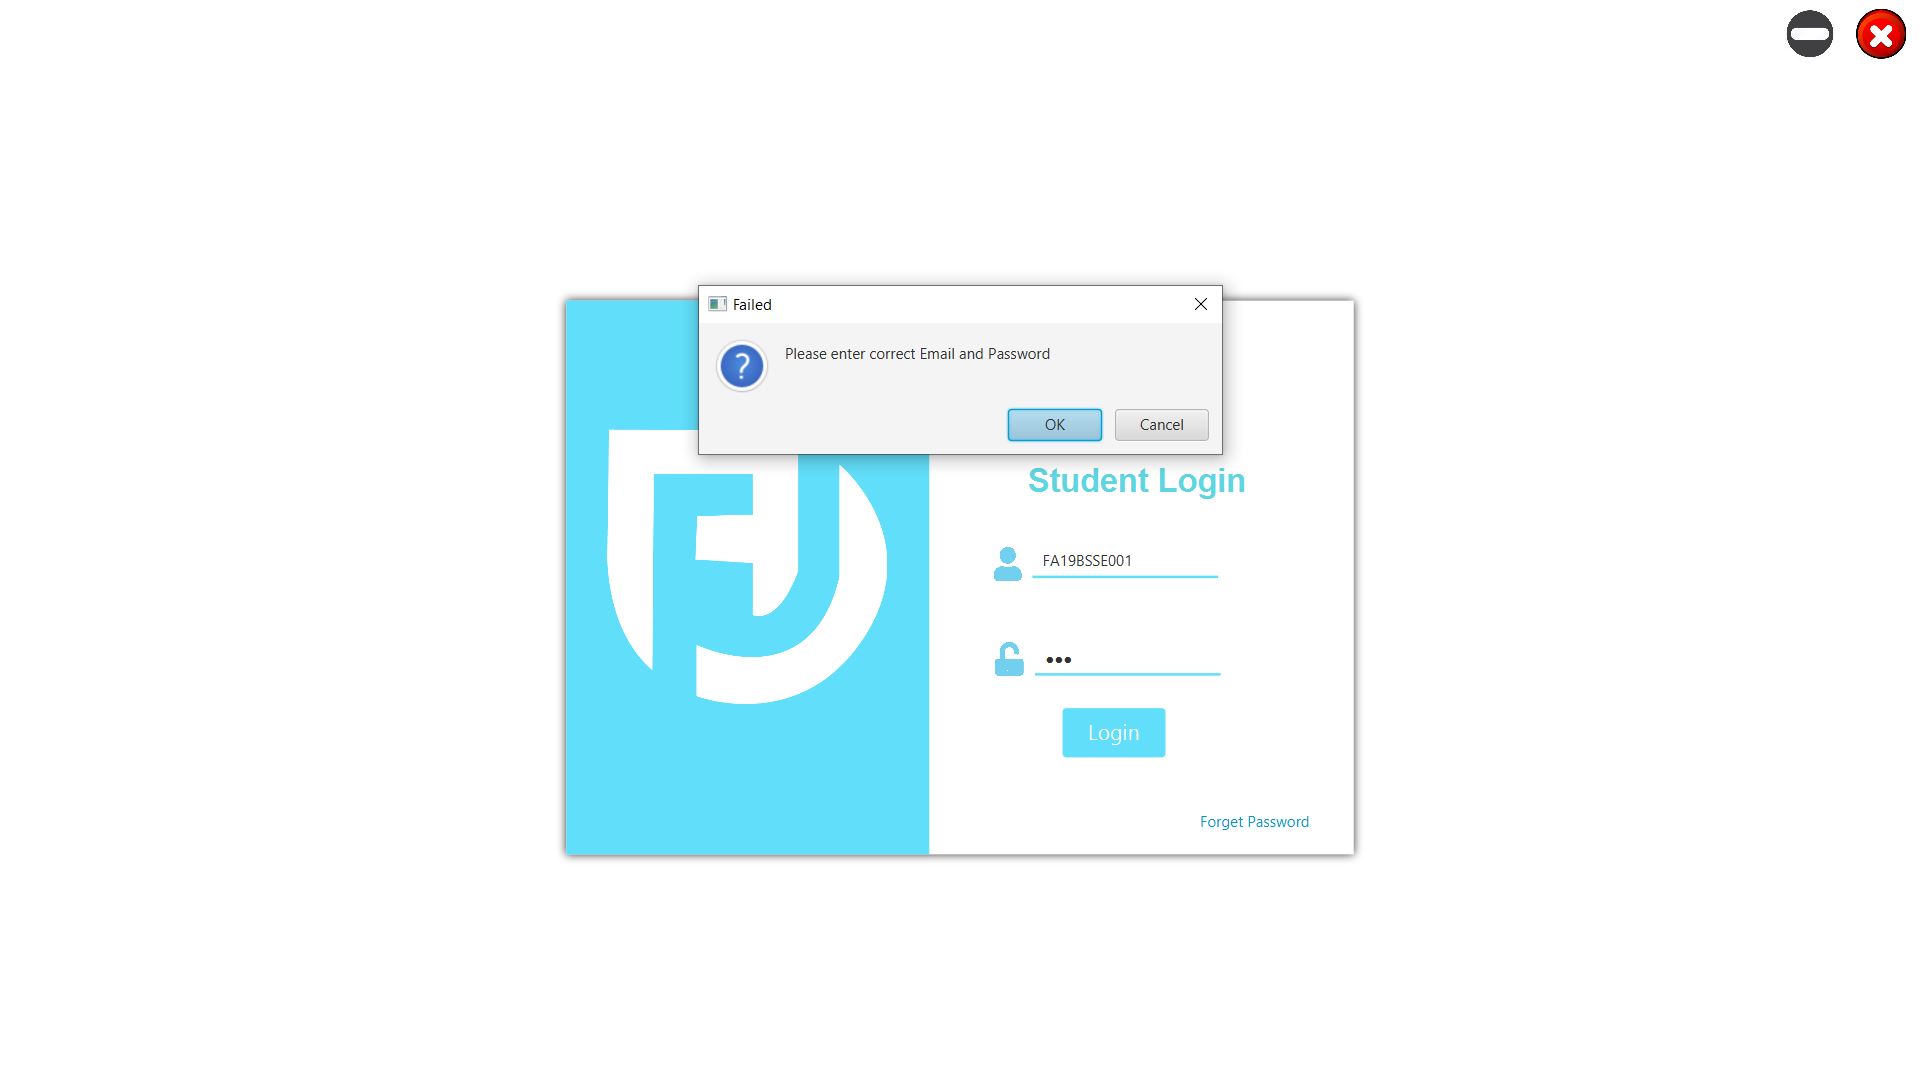 Failed
Please enter correct Email and Password
OK
Cancel
Student Login
FA19BSSE001
•••
Login
Forget Password